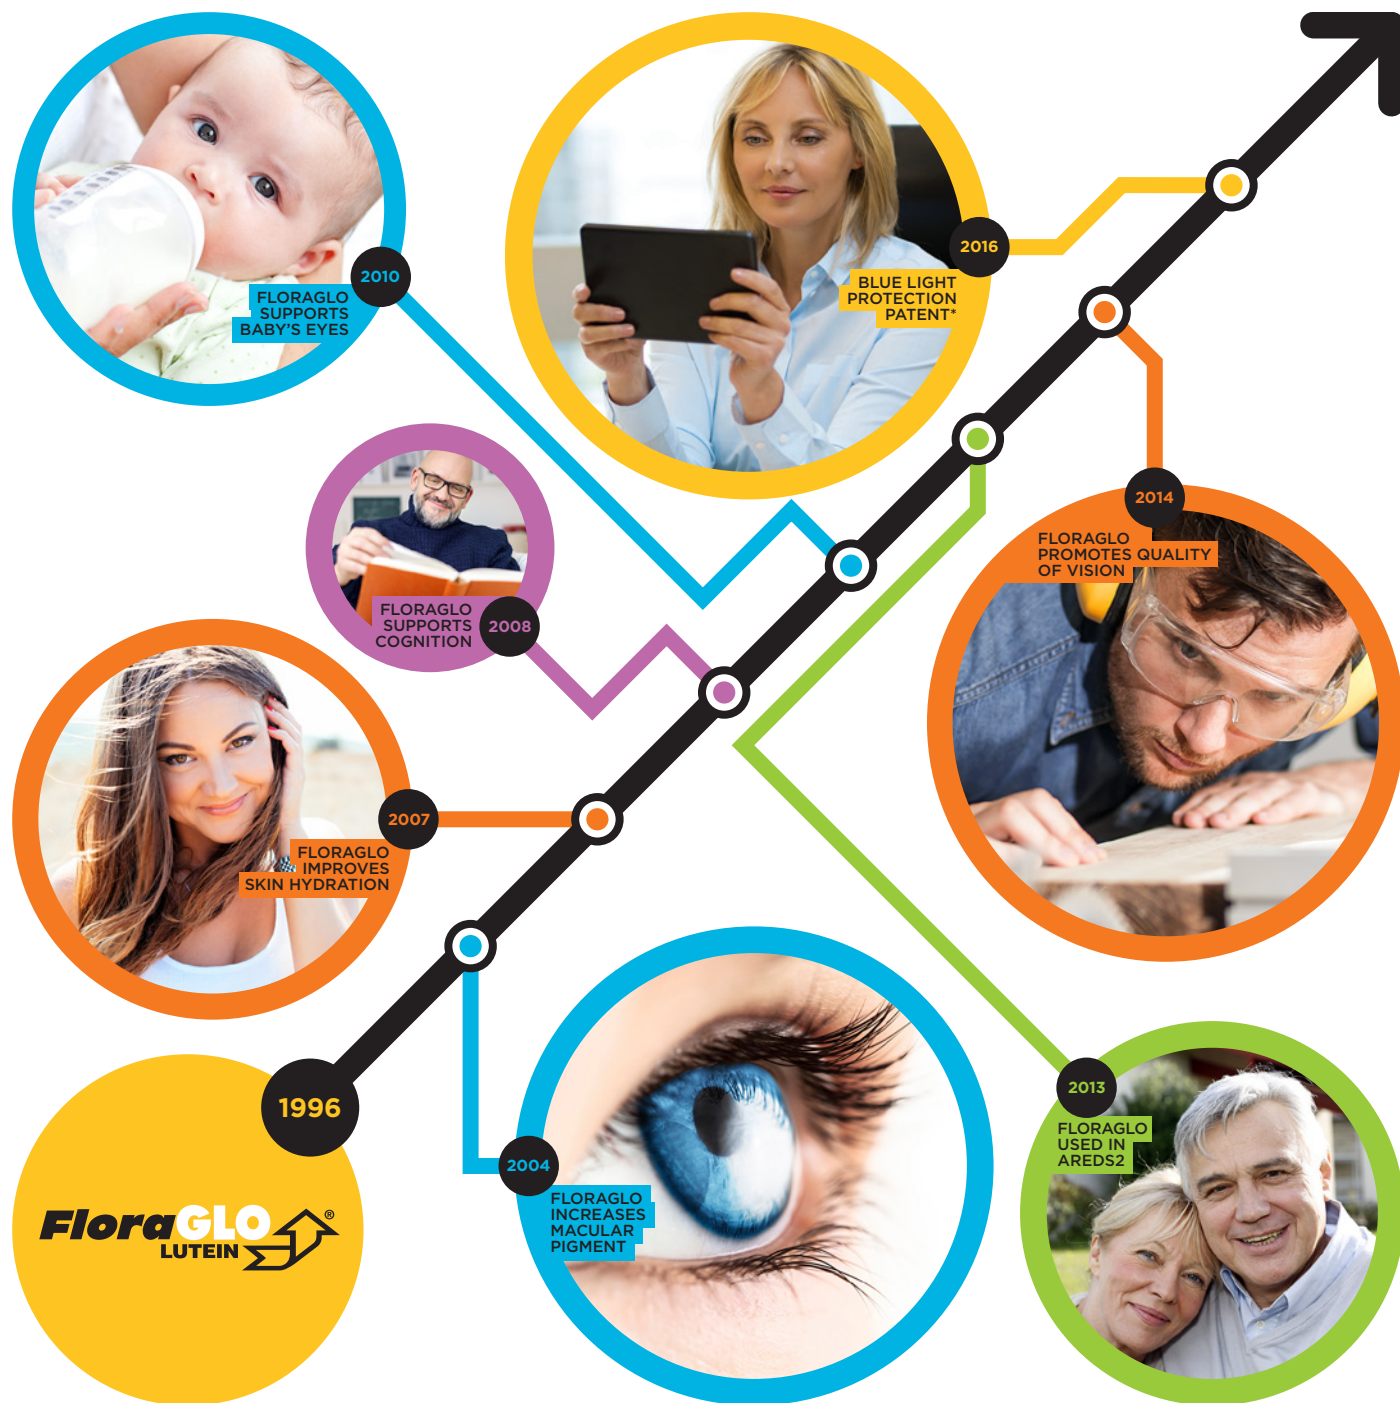 2010
FLORAGLO
SUPPORTS
BABY'S EYES
2016
BLUE LIGHT
PROTECTION
PATENT*
2014
FLORAGLO
PROMOTES QUALITY
OF VISION
FLORAGLO
SUPPORTS
COGNITION
2008
2007
FLORAGLO
IMPROVES
SKIN HYDRATION
1996
FloraGLO®
LUTEIN
2004
FLORAGLO
INCREASES
MACULAR
PIGMENT
2013
FLORAGLO
USED IN
AREDS2